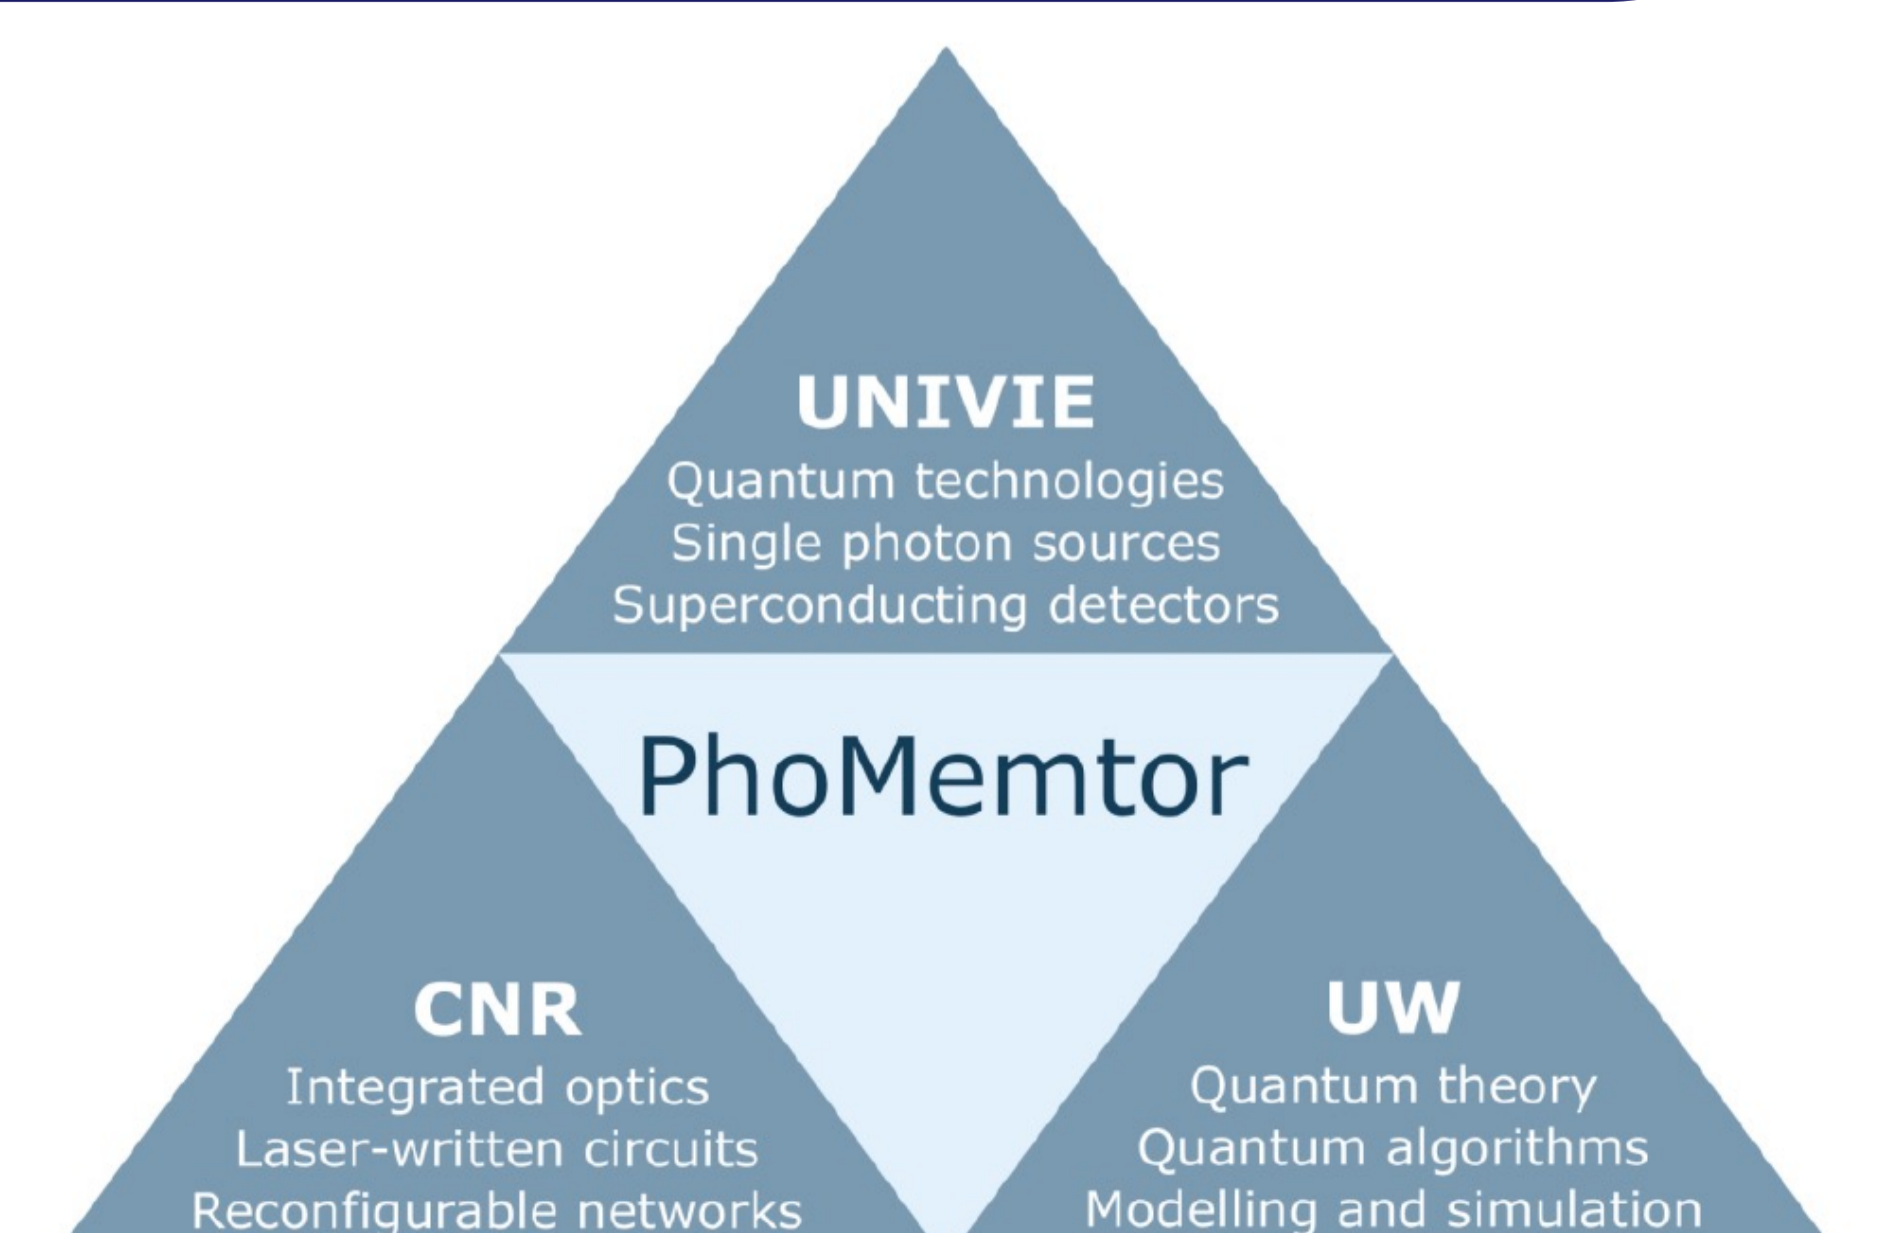 UNIVIE
Quantum technologies
Single photon sources
Superconducting detectors
PhoMemtor
CNR
Integrated optics
Laser-written circuits
Reconfigurable networks
UW
Quantum theory
Quantum algorithms
Modelling and simulation